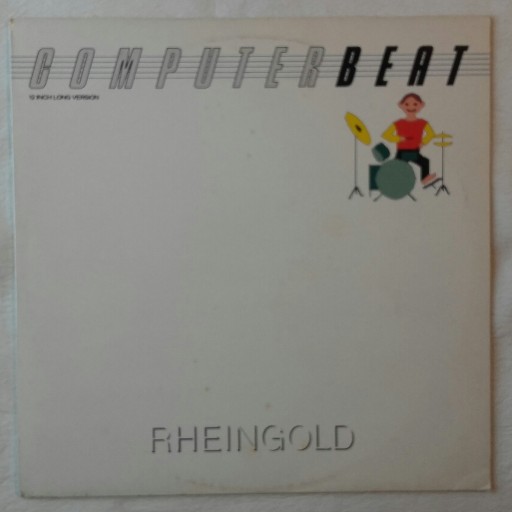 COMPUTERBEAT
12 INCH LONG VERSION
RHEINGOLD